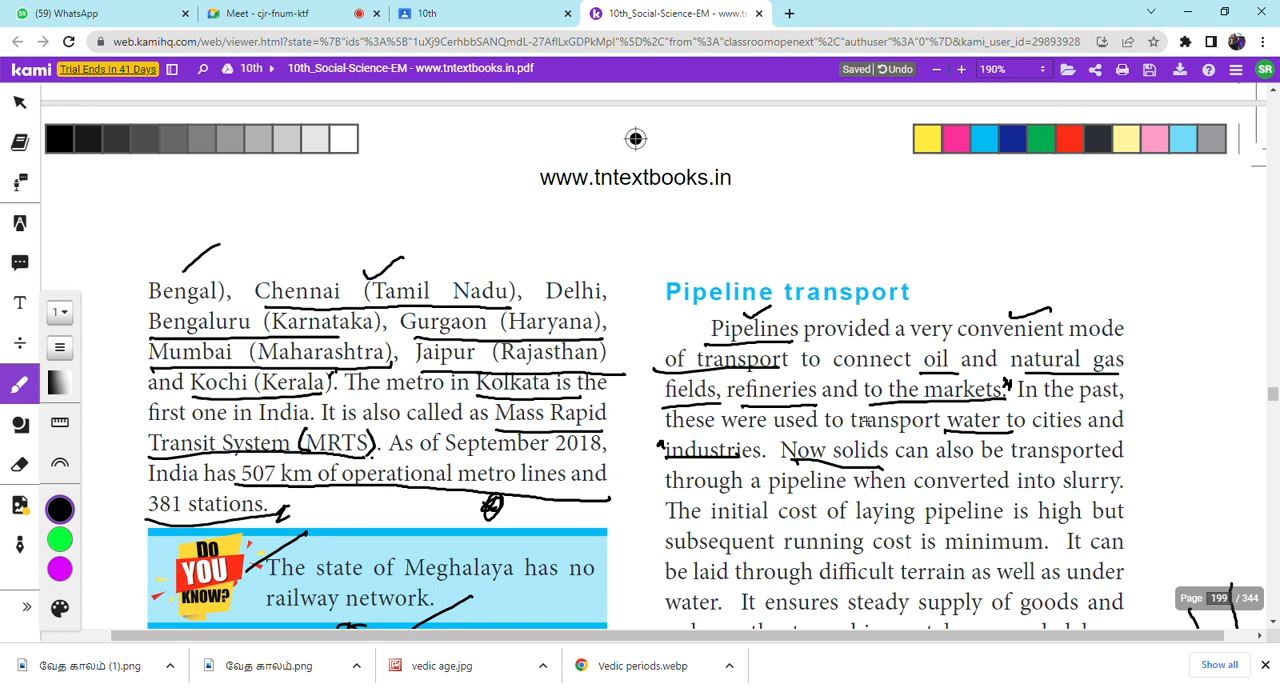 (59) WhatsApp
Meet - cjr-fnum-ktf
10th
10th_Social-Science-EM - www.tn
web.kamihq.com/web/viewer.html?state=%7B"ids"%3A%5B"1uXj9CerhbbSANQmdL-27AfILxGDPkMpl"%5D%2C"from"%3A"classroomopenext"%2C"authuser"%3A"0"%7D&kami_user_id=29893928
kami
Trial Ends In 41 Days
10th
10th_Social-Science-EM - www.tntextbooks.in.pdf
Saved
Undo
190%
SR
www.tntextbooks.in
Bengal), Chennai (Tamil Nadu), Delhi,
Bengaluru (Karnataka), Gurgaon (Haryana),
Mumbai (Maharashtra), Jaipur (Rajasthan)
and Kochi (Kerala). The metro in Kolkata is the
first one in India. It is also called as Mass Rapid
Transit System (MRTS). As of September 2018,
India has 507 km of operational metro lines and
381 stations.
DO
YOU
KNOW?
The state of Meghalaya has no
railway network.
Pipeline transport
Pipelines provided a very convenient mode
of transport to connect oil and natural gas
fields, refineries and to the markets. In the past,
these were used to transport water to cities and
industries. Now solids can also be transported
through a pipeline when converted into slurry.
The initial cost of laying pipeline is high but
subsequent running cost is minimum. It can
be laid through difficult terrain as well as under
water. It ensures steady supply of goods and
T
1
Page 199 / 344
வேத காலம் (1).png
வேத காலம்.png
vedic age.jpg
Vedic periods.webp
Show all